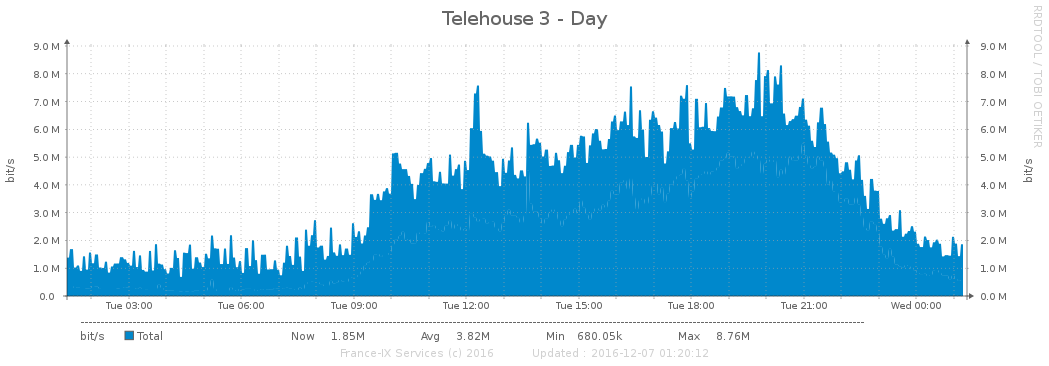 Telehouse 3 - Day
RRDTOOL / TOBI OETIKER
9.0 M 9.0 M
8.0 M 8.0 M
7.0 M 7.0 M
6.0 M 6.0 M
5.0 M 5.0 M
4.0 M 4.0 M
3.0 M 3.0 M
2.0 M 2.0 M
1.0 M 1.0 M
0.0 0.0 M
bit/s bit/s
Tue 03:00 Tue 06:00 Tue 09:00 Tue 12:00 Tue 15:00 Tue 18:00 Tue 21:00 Wed 00:00
bit/s Total Now 1.85M Avg 3.82M Min 680.05k Max 8.76M
France-IX Services (c) 2016 Updated : 2016-12-07 01:20:12